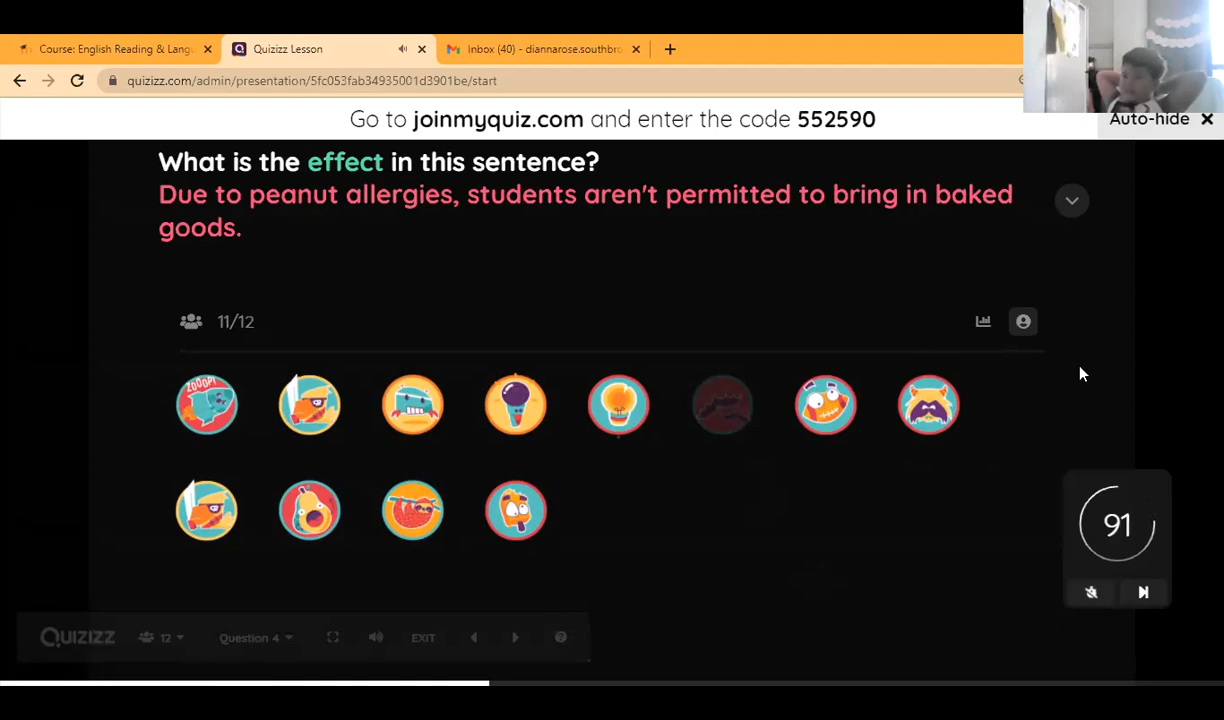 Course: English Reading & Langu
Quizizz Lesson
Inbox (40) - diannarose.southbro
quizizz.com/admin/presentation/5fc053fab34935001d3901be/start
Go to joinmyquiz.com and enter the code 552590
Auto-hide
What is the effect in this sentence?
Due to peanut allergies, students aren't permitted to bring in baked
goods.
11/12
ZOOOP!
91
QUIZIZZ
12
Question 4
EXIT